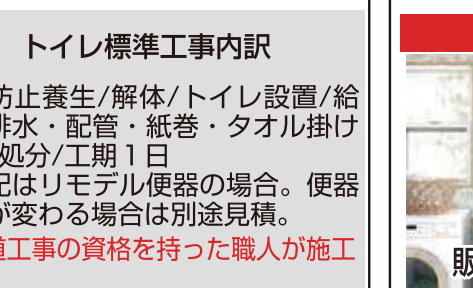 トイレ標準工事内訳
防止養生/解体/トイレ設置/給
排水・配管・紙巻・タオル掛け
処分/工期1日
記はリモデル便器の場合。便器
が変わる場合は別途見積。
道工事の資格を持った職人が施工
販